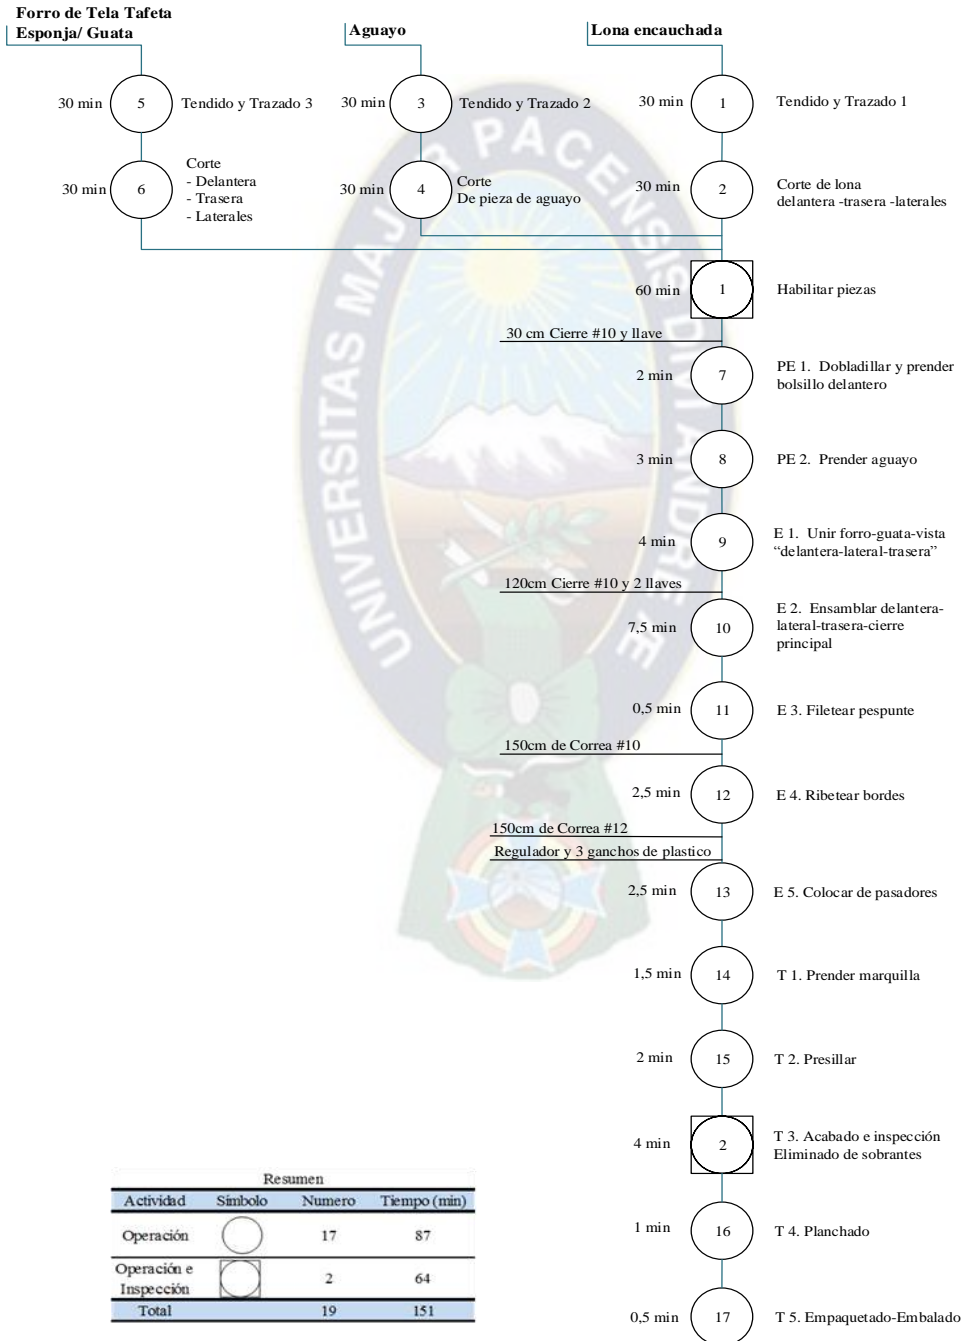 Forro de Tela Tafeta
Esponja/ Guata
Aguayo
Lona encauchada
30 min 5 Tendido y Trazado 3
30 min 3 Tendido y Trazado 2
30 min 1 Tendido y Trazado 1
30 min 6 Corte
- Delantera
- Trasera
- Laterales
30 min 4 Corte
De pieza de aguayo
30 min 2 Corte de lona
delantera -trasera -laterales
60 min 1 Habilitar piezas
30 cm Cierre #10 y llave
2 min 7 PE 1. Dobladillar y prender
bolsillo delantero
3 min 8 PE 2. Prender aguayo
4 min 9 E 1. Unir forro-guata-vista
“delantera-lateral-trasera”
120cm Cierre #10 y 2 llaves
7,5 min 10 E 2. Ensamblar delantera-
lateral-trasera-cierre
principal
0,5 min 11 E 3. Filetear pespunte
150cm de Correa #10
2,5 min 12 E 4. Ribetear bordes
150cm de Correa #12
Regulador y 3 ganchos de plastico
2,5 min 13 E 5. Colocar de pasadores
1,5 min 14 T 1. Prender marquilla
2 min 15 T 2. Presillar
4 min 2 T 3. Acabado e inspección
Eliminado de sobrantes
1 min 16 T 4. Planchado
0,5 min 17 T 5. Empaquetado-Embalado
Resumen
Actividad Simbolo Numero Tiempo (min)
Operación 17 87
Operación e
Inspección 2 64
Total 19 151
UNIVERSITAS MAJOR PACENSIS DIVI ANDRE Æ